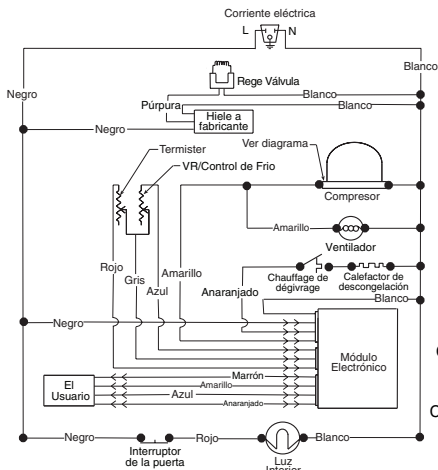 Corriente eléctrica
L
N
Negro
Blanco
Rege Válvula
Púrpura
Blanco
Blanco
Hiele a
fabricante
Negro
Termister
VR/Control de Frio
Ver diagrama
Compresor
Amarillo
Ventilador
Rojo
Gris
Azul
Amarillo
Anaranjado
Chauffage de
dégivrage
Calefactor de
descongelación
Blanco
Negro
Módulo
Electrónico
El
Usuario
Marrón
Amarillo
Azul
Anaranjado
Negro
Interruptor
de la puerta
Rojo
Luz
Interior
Blanco